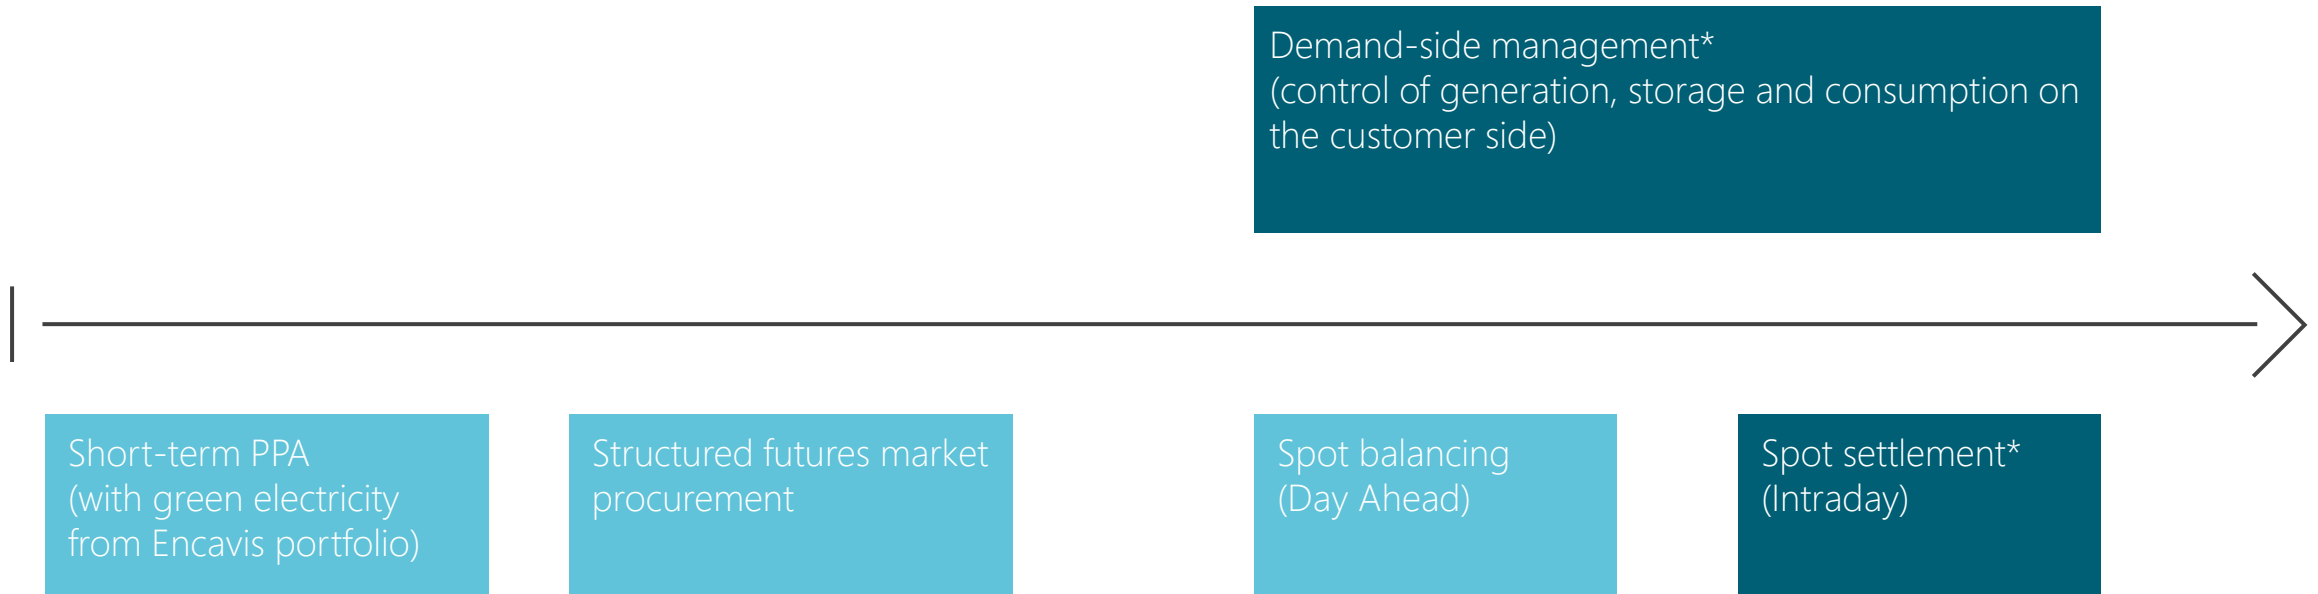 Demand-side management*
(control of generation, storage and consumption on
the customer side)
Short-term PPA
(with green electricity
from Encavis portfolio)
Structured futures market
procurement
Spot balancing
(Day Ahead)
Spot settlement*
(Intraday)